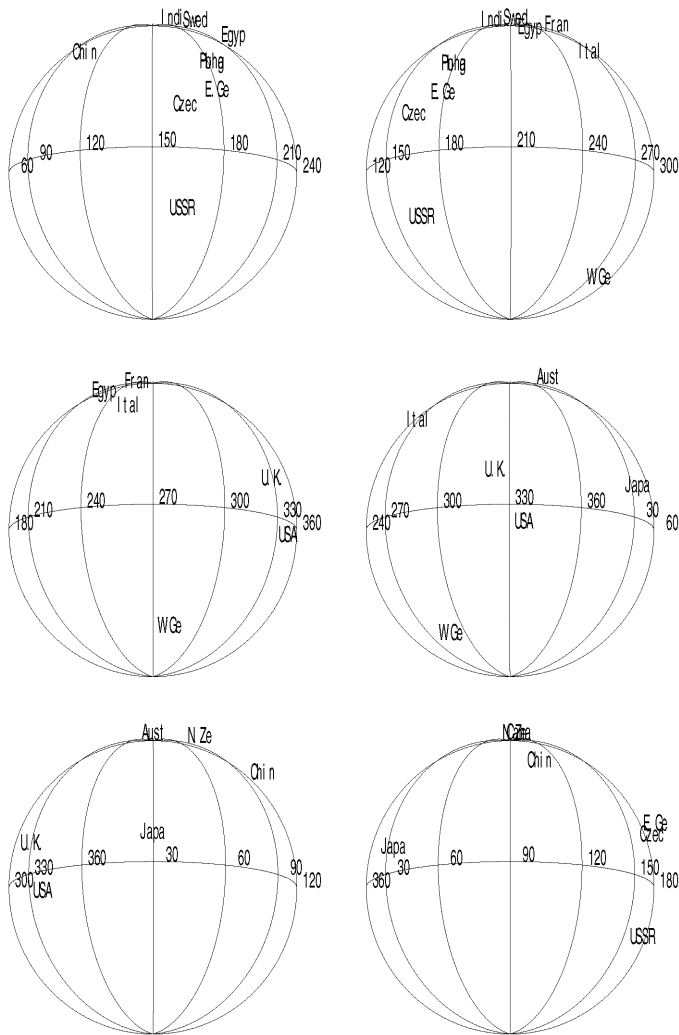 Indi Swed
Egyp
Chin
E. Ge
Czec
60 90 120 150 180 210 240
USSR
Indi Swed
Egyp Fran
Ital
E. Ge
Czec
120 150 180 210 240 270 300
USSR
W Ge
Egyp Fran
Ital
U. K.
180 210 240 270 300 330 360
USA
W Ge
Aust
Ital
U. K.
Japa
240 270 300 330 360 30 60
USA
W Ge
Aust N Ze
Chin
Japa
U. K.
300 330 360 30 60 90 120
USA
Chin
E. Ge
Czec
Japa
360 30 60 90 120 150 180
USSR